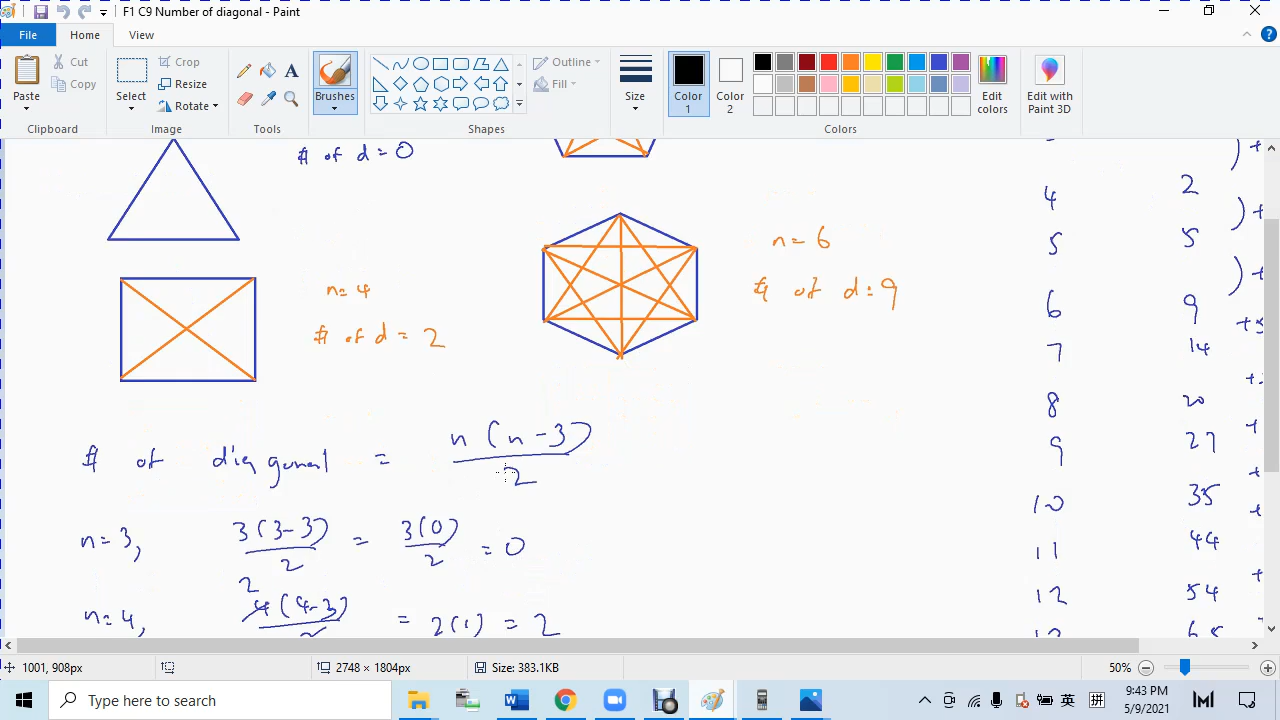 F1 C9 Number of diagonal - Paint
File Home View
Paste
Cut
Copy
Clipboard
Select
Crop
Resize
Rotate
Image
Tools
Brushes
Shapes
Outline
Fill
Size
Color 1
Color 2
Edit colors
Edit with Paint 3D
Colors
# of d = 0
n = 4
# of d = 2
n = 6
# of d = 9
4 2
5 5
6 9
7 14
8 20
9 27
10 35
11 44
12 54
# of diagonal = n(n-3)/2
n = 3, 3(3-3)/2 = 3(0)/2 = 0
n = 4, 4(4-3) = 2(1) = 2
2
1001, 908px
2748 × 1804px
Size: 383.1KB
50%
Type here to search
英
拼
9:43 PM
5/9/2021